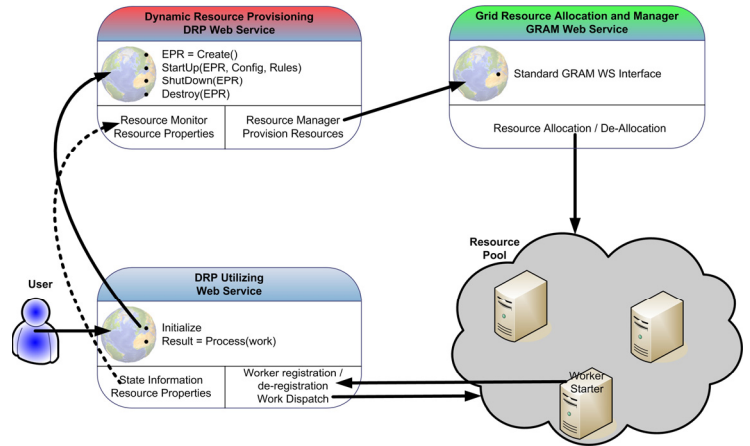 Dynamic Resource Provisioning
DRP Web Service
EPR = Create()
StartUp(EPR, Config, Rules)
ShutDown(EPR)
Destroy(EPR)
Resource Monitor
Resource Properties
Resource Manager
Provision Resources
Grid Resource Allocation and Manager
GRAM Web Service
Standard GRAM WS Interface
Resource Allocation / De-Allocation
Resource
Pool
User
DRP Utilizing
Web Service
Initialize
Result = Process(work)
State Information
Resource Properties
Worker registration /
de-registration
Work Dispatch
Worker
Starter